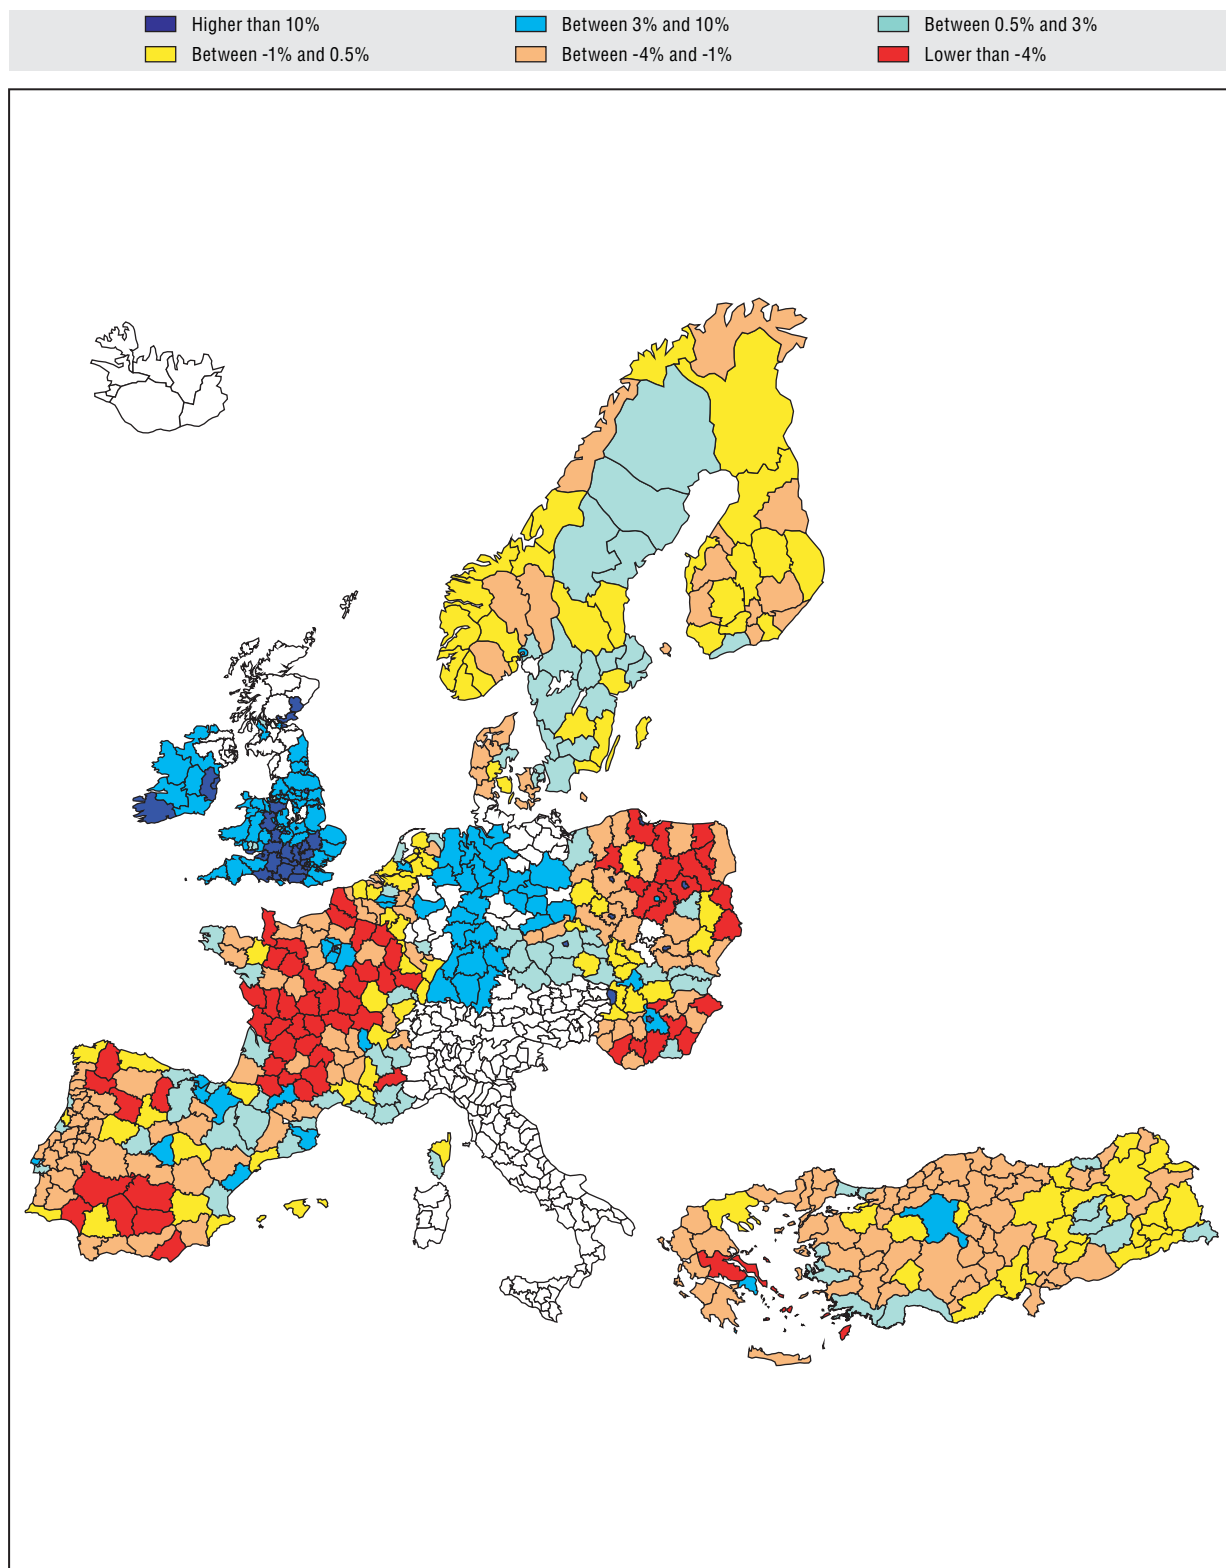 Higher than 10% Between 3% and 10% Between 0.5% and 3%
Between -1% and 0.5% Between -4% and -1% Lower than -4%